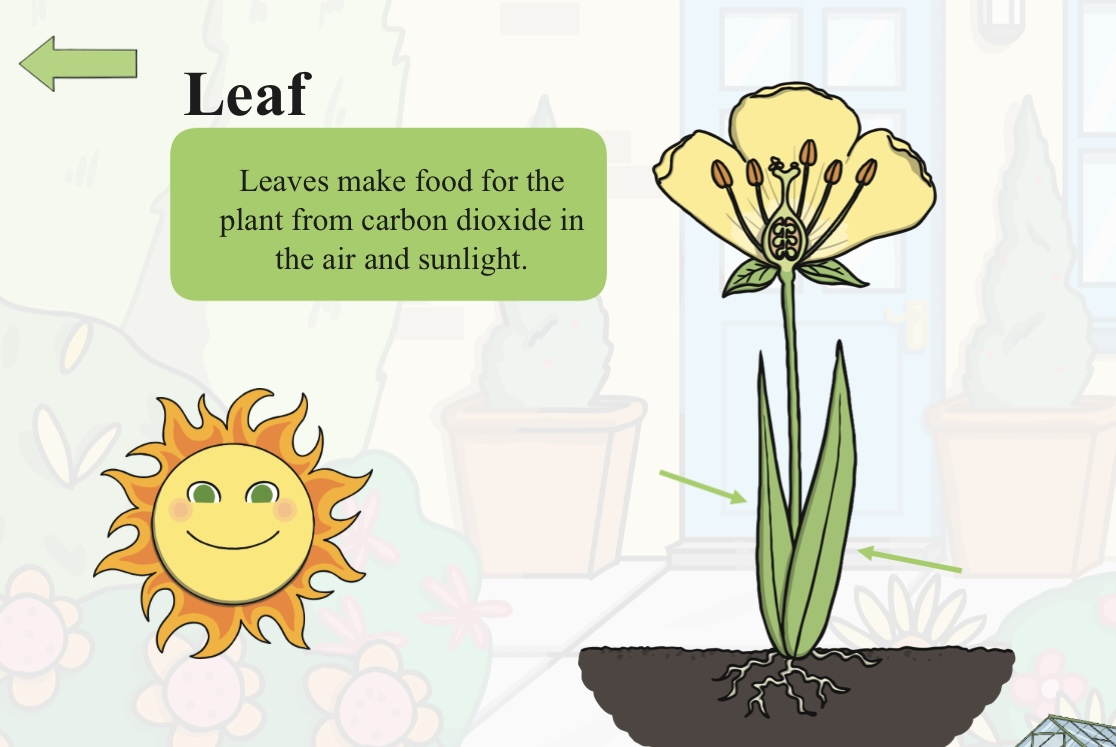 Leaf
Leaves make food for the
plant from carbon dioxide in
the air and sunlight.